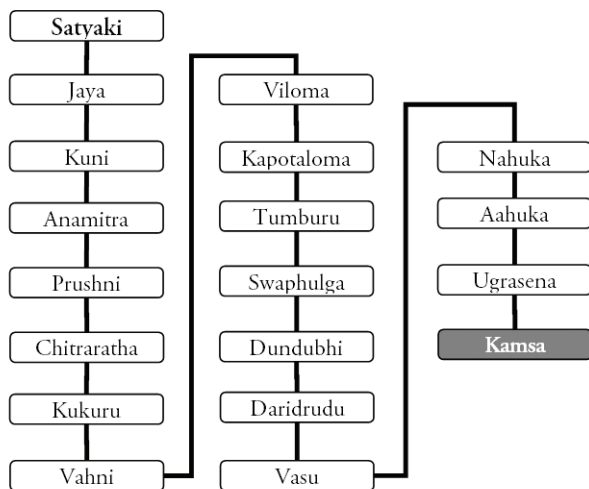 Satyaki
Jaya
Kuni
Anamitra
Prushni
Chitraratha
Kukuru
Vahni
Viloma
Kapotaloma
Tumburu
Swaphulga
Dundubhi
Daridrudu
Vasu
Nahuka
Aahuka
Ugrasena
Kamsa